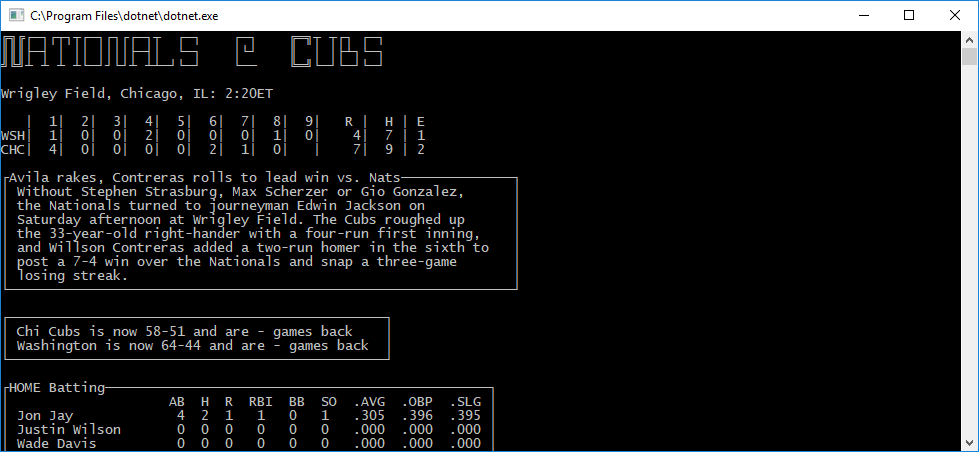 C:\Program Files\dotnet\dotnet.exe
NATIONALS @ CUBS
Wrigley Field, Chicago, IL: 2:20ET
| 1| 2| 3| 4| 5| 6| 7| 8| 9| R | H | E
WSH| 1| 0| 0| 2| 0| 0| 0| 1| 0| 4| 7 | 1
CHC| 4| 0| 0| 0| 0| 2| 1| 0| | 7| 9 | 2
Avila rakes, Contreras rolls to lead win vs. Nats
Without Stephen Strasburg, Max Scherzer or Gio Gonzalez,
the Nationals turned to journeyman Edwin Jackson on
Saturday afternoon at Wrigley Field. The Cubs roughed up
the 33-year-old right-hander with a four-run first inning,
and Willson Contreras added a two-run homer in the sixth to
post a 7-4 win over the Nationals and snap a three-game
losing streak.
Chi Cubs is now 58-51 and are - games back
Washington is now 64-44 and are - games back
HOME Batting
AB H R RBI BB SO .AVG .OBP .SLG
Jon Jay 4 2 1 1 0 1 .305 .396 .395
Justin Wilson 0 0 0 0 0 0 .000 .000 .000
Wade Davis 0 0 0 0 0 0 .000 .000 .000